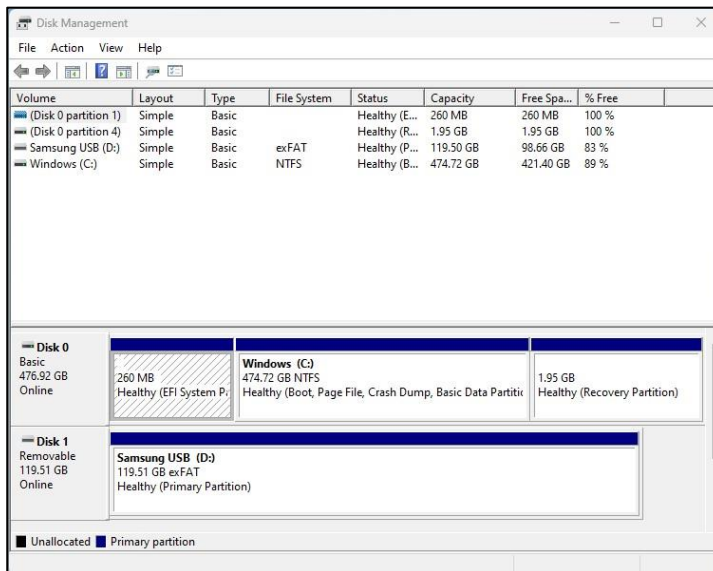 Disk Management
File Action View Help
Volume Layout Type File System Status Capacity Free Spa... % Free
(Disk 0 partition 1) Simple Basic Healthy (E... 260 MB 260 MB 100 %
(Disk 0 partition 4) Simple Basic Healthy (R... 1.95 GB 1.95 GB 100 %
Samsung USB (D:) Simple Basic exFAT Healthy (P... 119.50 GB 98.66 GB 83 %
Windows (C:) Simple Basic NTFS Healthy (B... 474.72 GB 421.40 GB 89 %
Disk 0
Basic
476.92 GB
Online
260 MB
Healthy (EFI System P
Windows (C:)
474.72 GB NTFS
Healthy (Boot, Page File, Crash Dump, Basic Data Partitic
1.95 GB
Healthy (Recovery Partition)
Disk 1
Removable
119.51 GB
Online
Samsung USB (D:)
119.51 GB exFAT
Healthy (Primary Partition)
Unallocated Primary partition